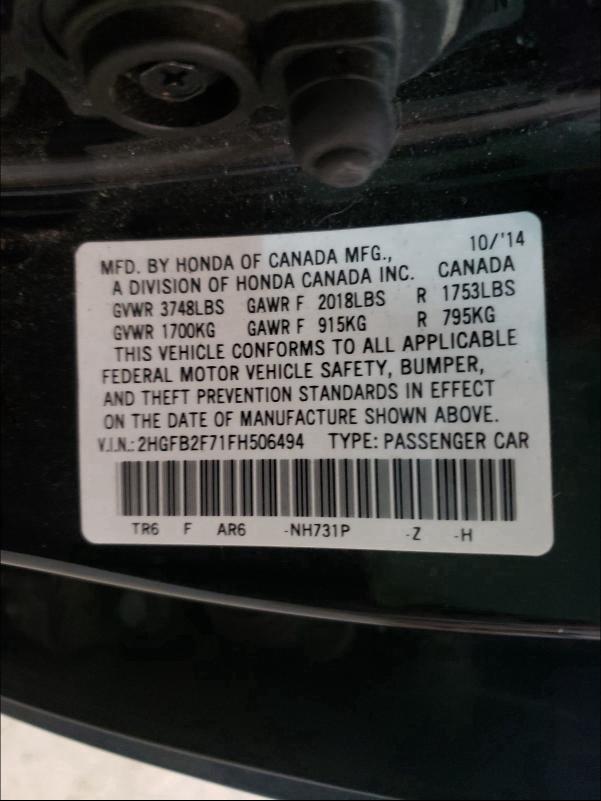 MFD. BY HONDA OF CANADA MFG., 10/'14
A DIVISION OF HONDA CANADA INC. CANADA
GVWR 3748LBS GAWR F 2018LBS R 1753LBS
GVWR 1700KG GAWR F 915KG R 795KG
THIS VEHICLE CONFORMS TO ALL APPLICABLE
FEDERAL MOTOR VEHICLE SAFETY, BUMPER,
AND THEFT PREVENTION STANDARDS IN EFFECT
ON THE DATE OF MANUFACTURE SHOWN ABOVE.
V.I.N.: 2HGFB2F71FH506494 TYPE: PASSENGER CAR
TR6 F AR6 -NH731P -Z -H